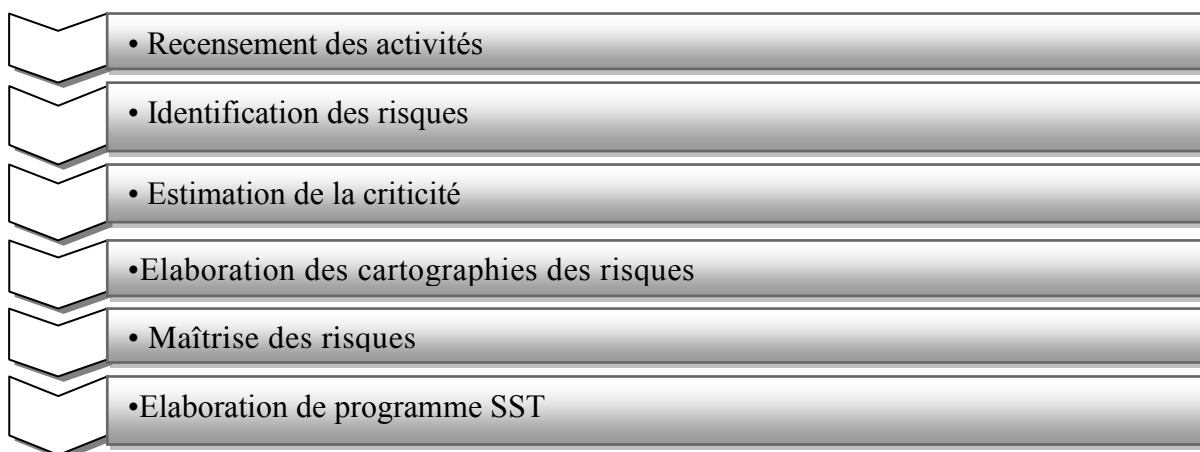 • Recensement des activités
• Identification des risques
• Estimation de la criticité
•Elaboration des cartographies des risques
• Maîtrise des risques
•Elaboration de programme SST